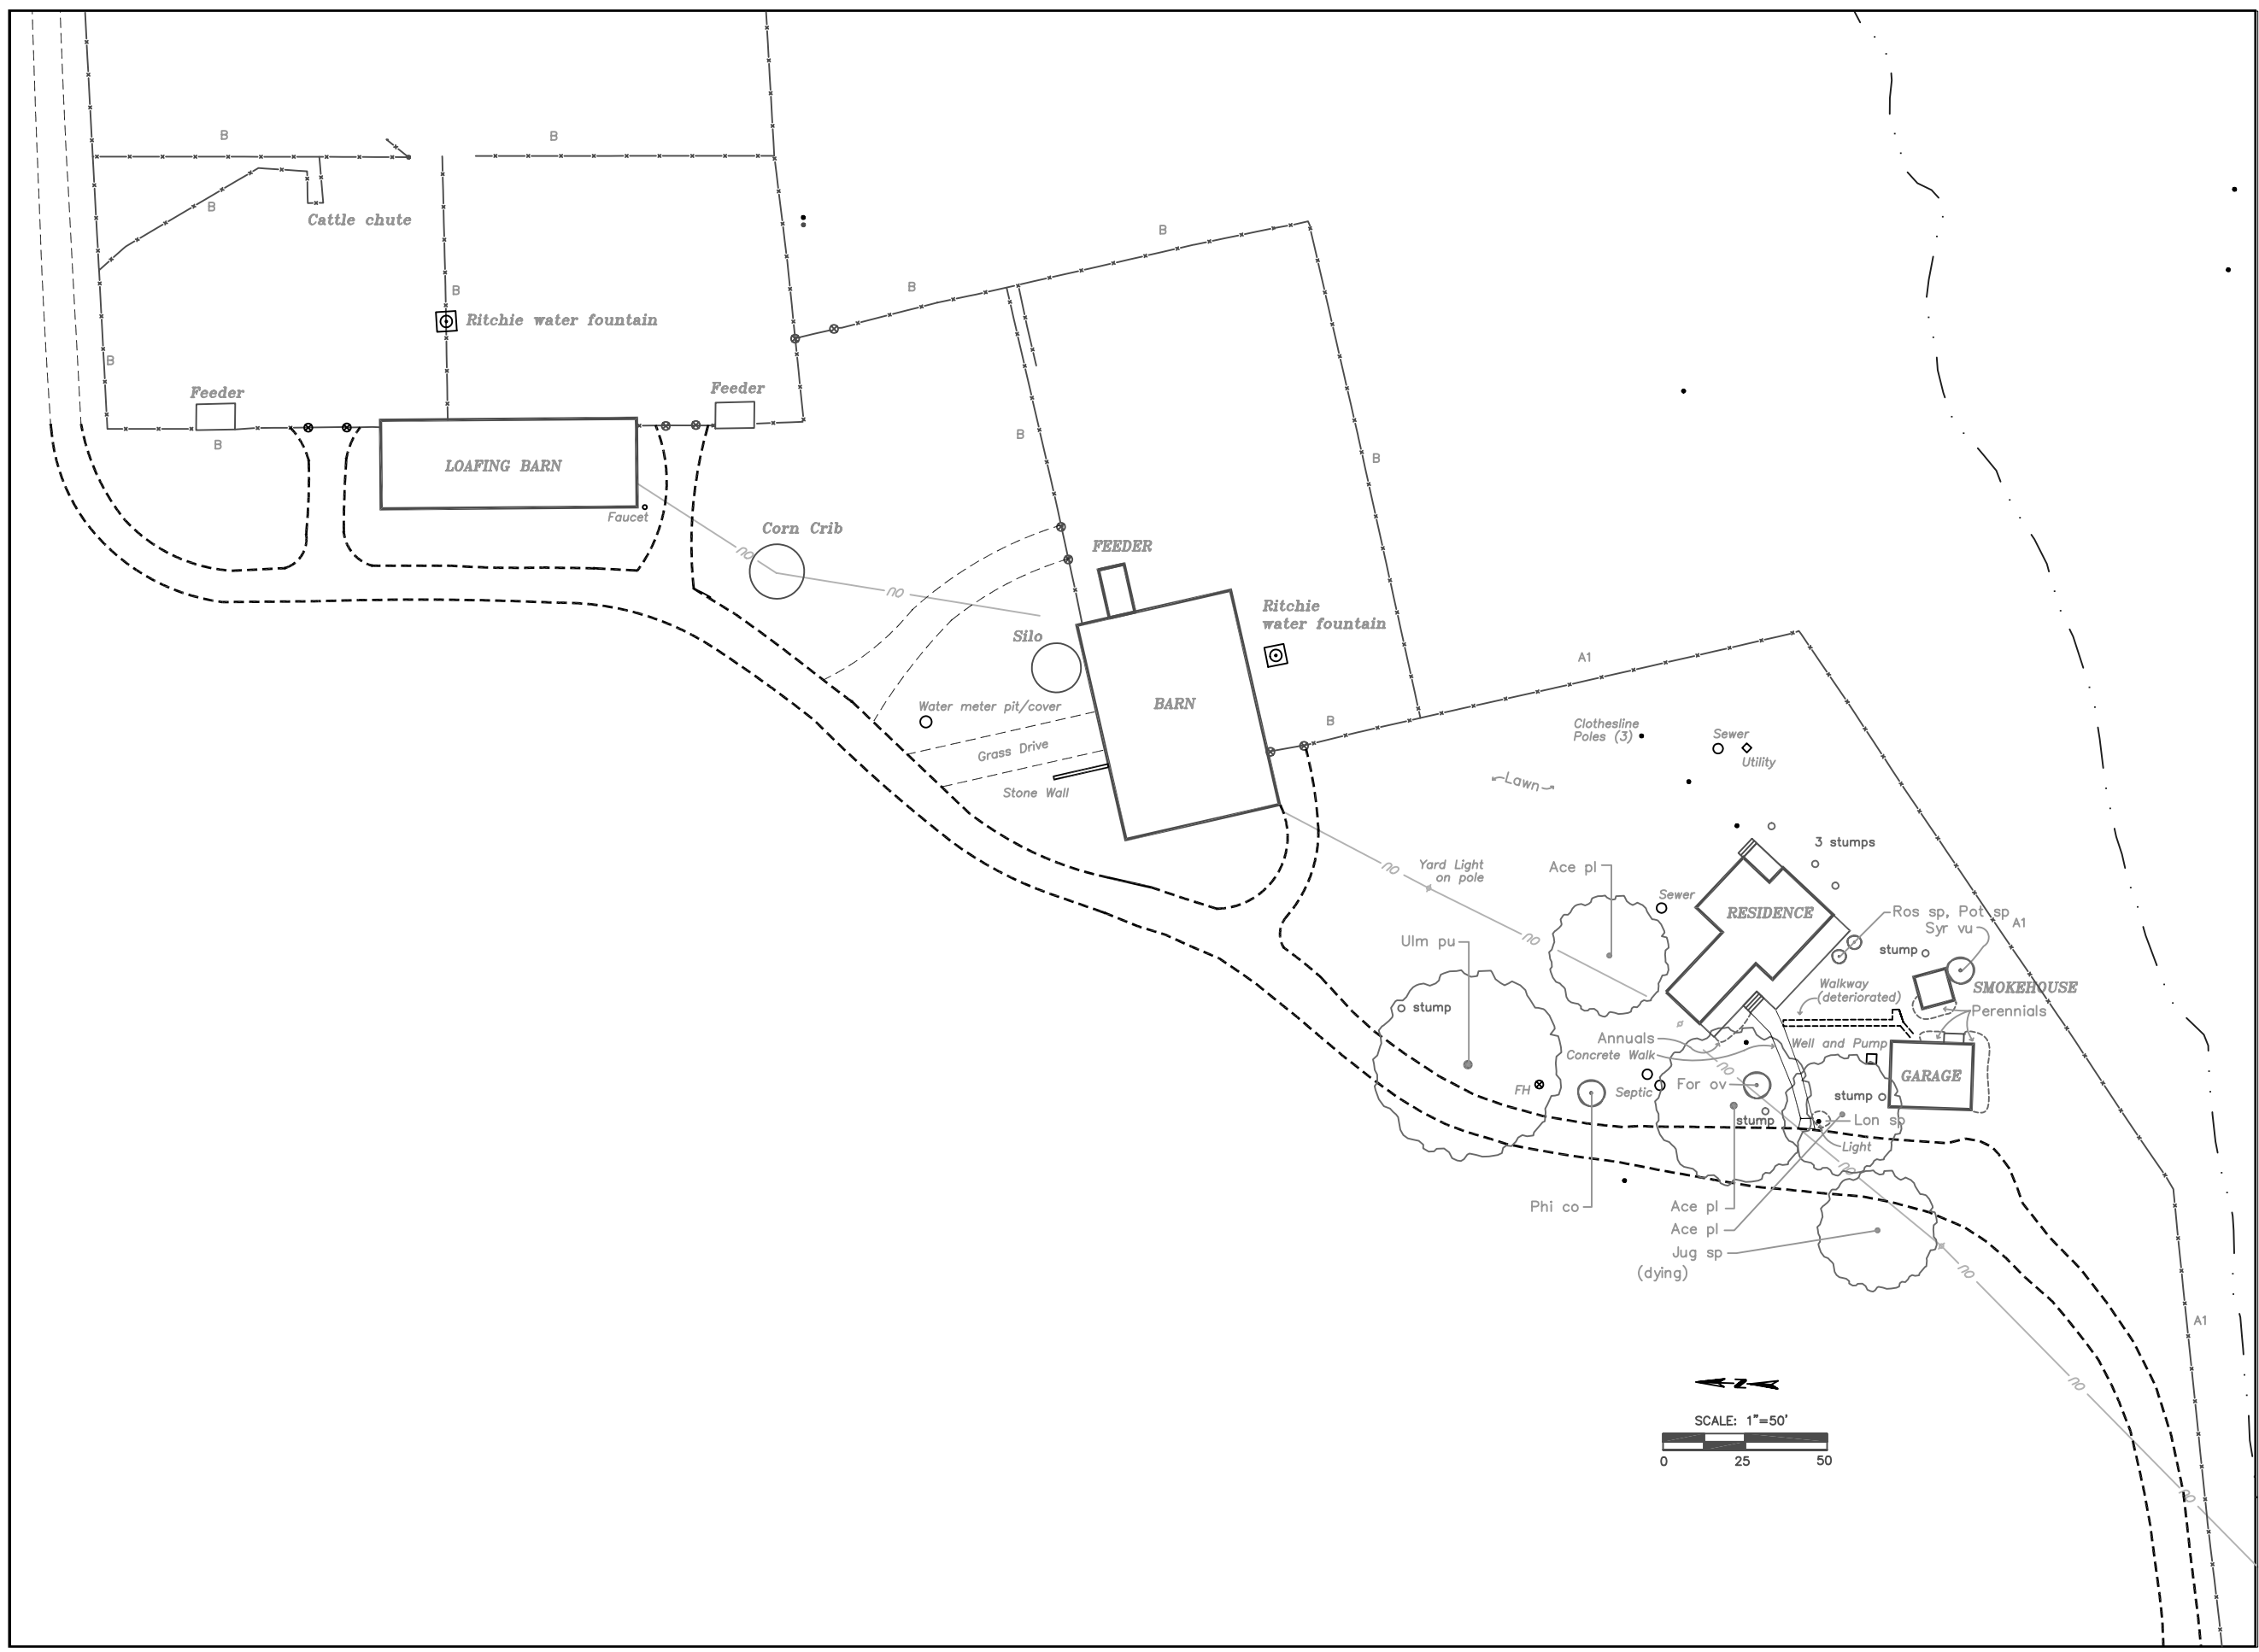 B
B
B
Cattle chute
B
B
B
Ritchie water fountain
B
Feeder
Feeder
B
B
B
LOAFING BARN
Faucet
Corn Crib
FEEDER
Ritchie
water fountain
Silo
A1
BARN
Water meter pit/cover
B
Clothesline
Poles (3)
Sewer
Utility
Grass Drive
Stone Wall
Lawn
3 stumps
Yard Light
on pole
Ace pl
Sewer
RESIDENCE
Ros sp, Pot sp
A1
Syr vu
Ulm pu
stump
Walkway
(deteriorated)
SMOKEHOUSE
stump
Perennials
Annuals
Well and Pump
Concrete Walk
GARAGE
FH
Septic
For ov
stump
stump
Lon sp
Light
Phi co
Ace pl
Ace pl
Jug sp
(dying)
A1
N
SCALE: 1"=50'
0 25 50